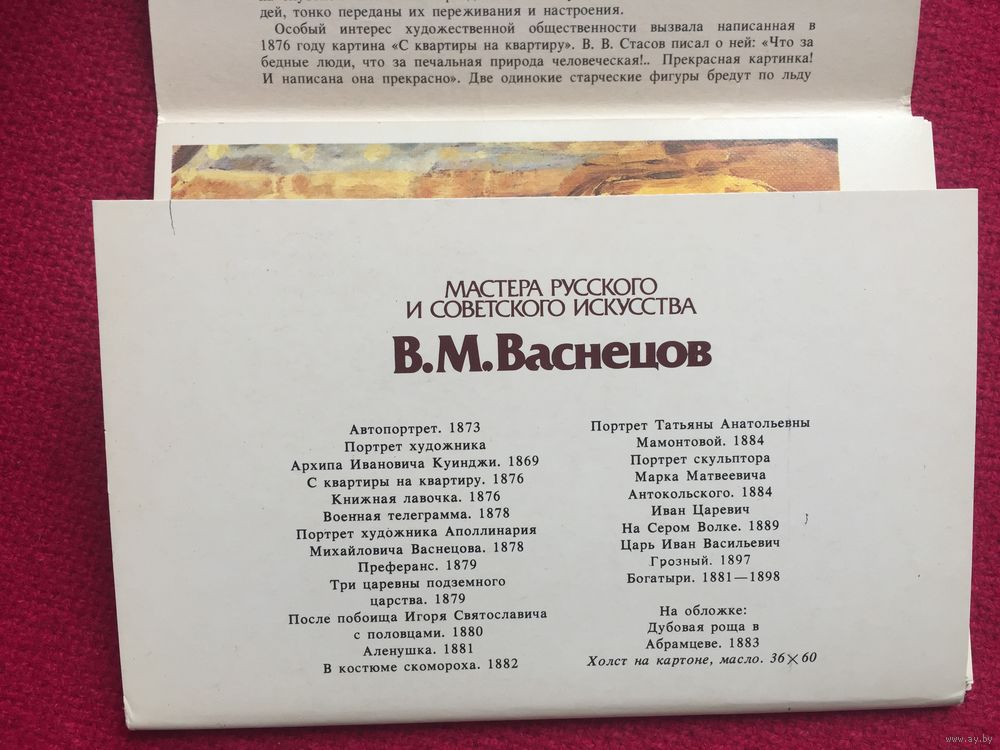 дей, тонко переданы их переживания и настроения.
Особый интерес художественной общественности вызвала написанная в
1876 году картина «С квартиры на квартиру». В. В. Стасов писал о ней: «Что за
бедные люди, что за печальная природа человеческая!.. Прекрасная картинка!
И написана она прекрасно». Две одинокие старческие фигуры бредут по льду
МАСТЕРА РУССКОГО
И СОВЕТСКОГО ИСКУССТВА
В.М.Васнецов
Автопортрет. 1873
Портрет художника
Архипа Ивановича Куинджи. 1869
С квартиры на квартиру. 1876
Книжная лавочка. 1876
Военная телеграмма. 1878
Портрет художника Аполлинария
Михайловича Васнецова. 1878
Преферанс. 1879
Три царевны подземного
царства. 1879
После побоища Игоря Святославича
с половцами. 1880
Аленушка. 1881
В костюме скомороха. 1882
Портрет Татьяны Анатольевны
Мамонтовой. 1884
Портрет скульптора
Марка Матвеевича
Антокольского. 1884
Иван Царевич
На Сером Волке. 1889
Царь Иван Васильевич
Грозный. 1897
Богатыри. 1881—1898
На обложке:
Дубовая роща в
Абрамцеве. 1883
Холст на картоне, масло. 36×60
www.ay.by